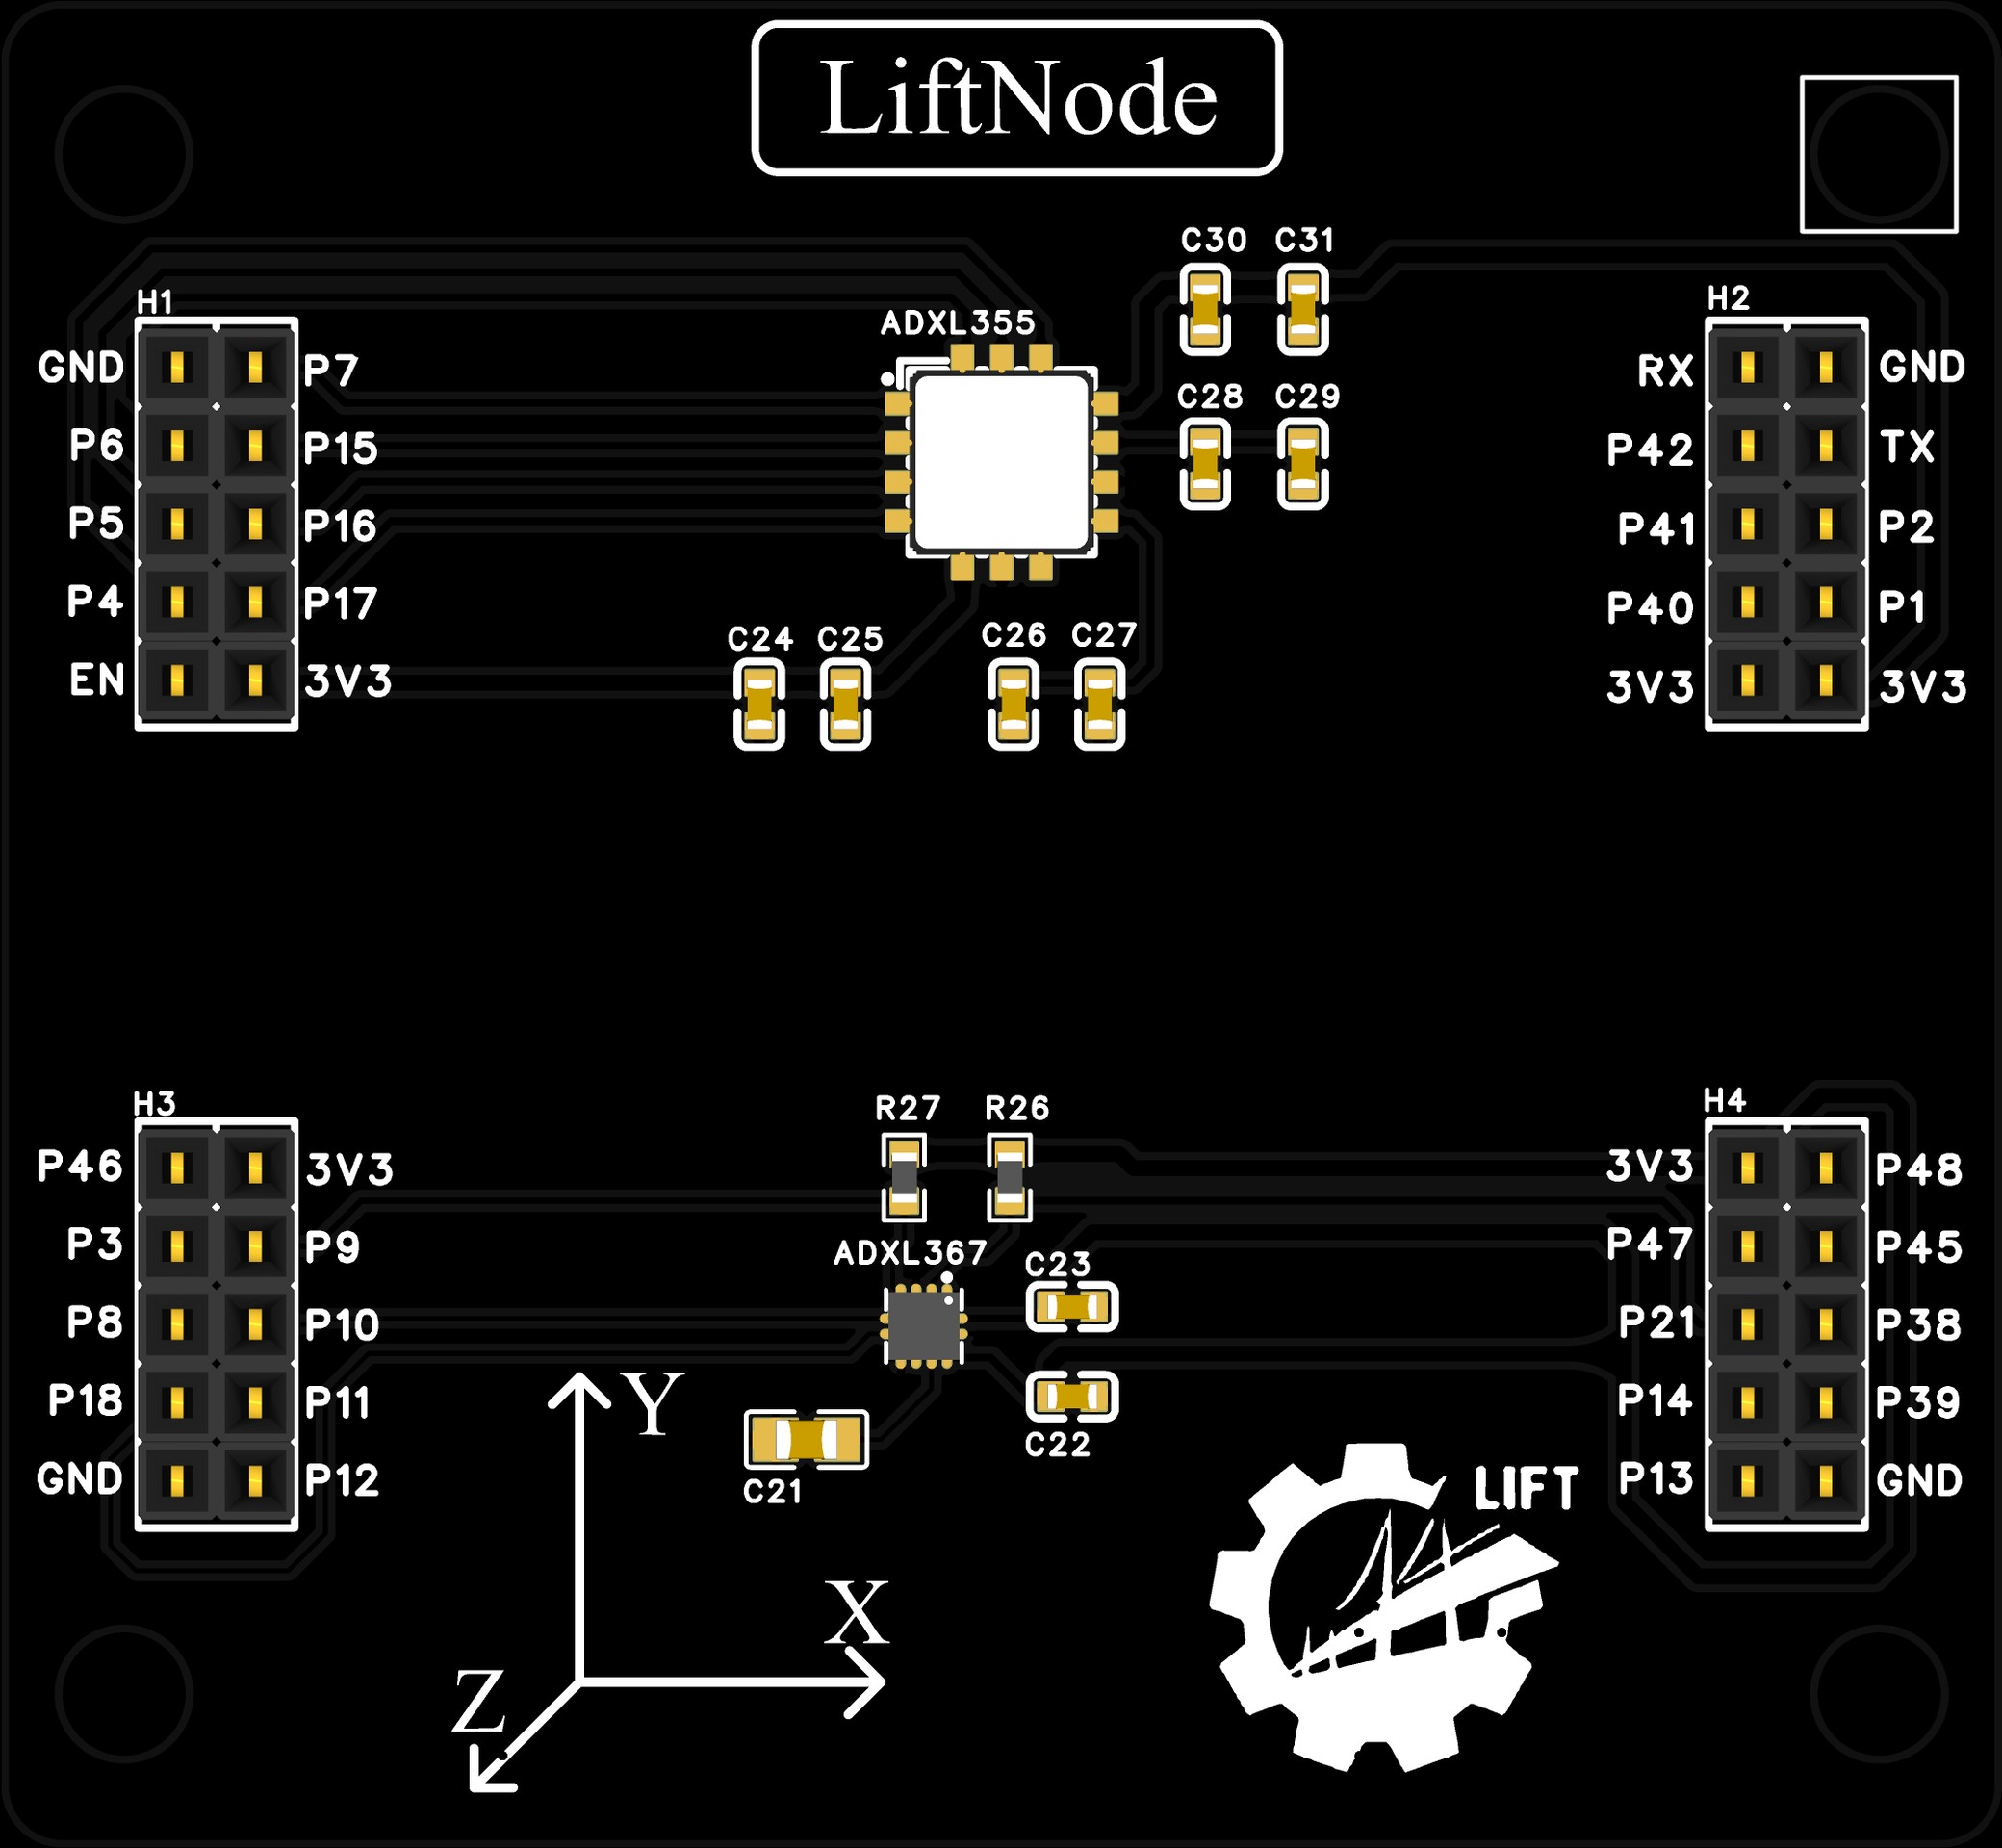 LiftNode
C30 C31
H1 H2
ADXL355
GND P7 RX GND
C28 C29
P6 P15 P42 TX
P5 P16 P41 P2
P4 P17 P40 P1
C24 C25 C26 C27
EN 3V3 3V3 3V3
H3 R27 R26 H4
P46 3V3 3V3 P48
P3 P9 P47 P45
ADXL367
C23
P8 P10 P21 P38
P18 P11 P14 P39
Y
C22
GND P12 P13 GND
C21
LIFT
X
Z